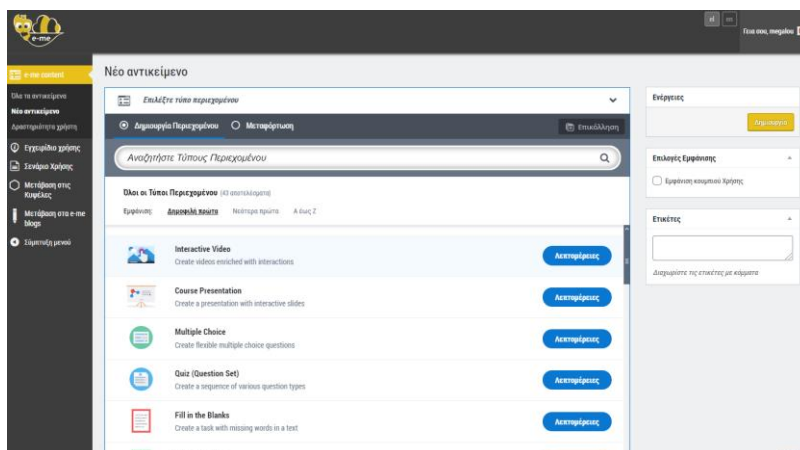 e-me
el
en
Γεια σου, megalou
e-me content
Όλα τα αντικείμενα
Νέο αντικείμενο
Δραστηριότητα χρήστη
Εγχειρίδιο χρήσης
Σενάριο Χρήσης
Μετάβαση στις
Κυψέλες
Μετάβαση στα e-me
blogs
Σύμπτυξη μενού
Νέο αντικείμενο
Επιλέξτε τύπο περιεχομένου
Δημιουργία Περιεχομένου
Μεταφόρτωση
Επικόλληση
Αναζητήστε Τύπους Περιεχομένου
Όλοι οι Τύποι Περιεχομένου (43 αποτελέσματα)
Εμφάνιση: Δημοφιλή πρώτα Νεότερα πρώτα Α έως Ζ
Interactive Video
Create videos enriched with interactions
Λεπτομέρειες
Course Presentation
Create a presentation with interactive slides
Λεπτομέρειες
Multiple Choice
Create flexible multiple choice questions
Λεπτομέρειες
Quiz (Question Set)
Create a sequence of various question types
Λεπτομέρειες
Fill in the Blanks
Create a task with missing words in a text
Λεπτομέρειες
Ενέργειες
Δημιουργία
Επιλογές Εμφάνισης
Εμφάνιση κουμπιού Χρήσης
Ετικέτες
Διαχωρίστε τις ετικέτες με κόμματα